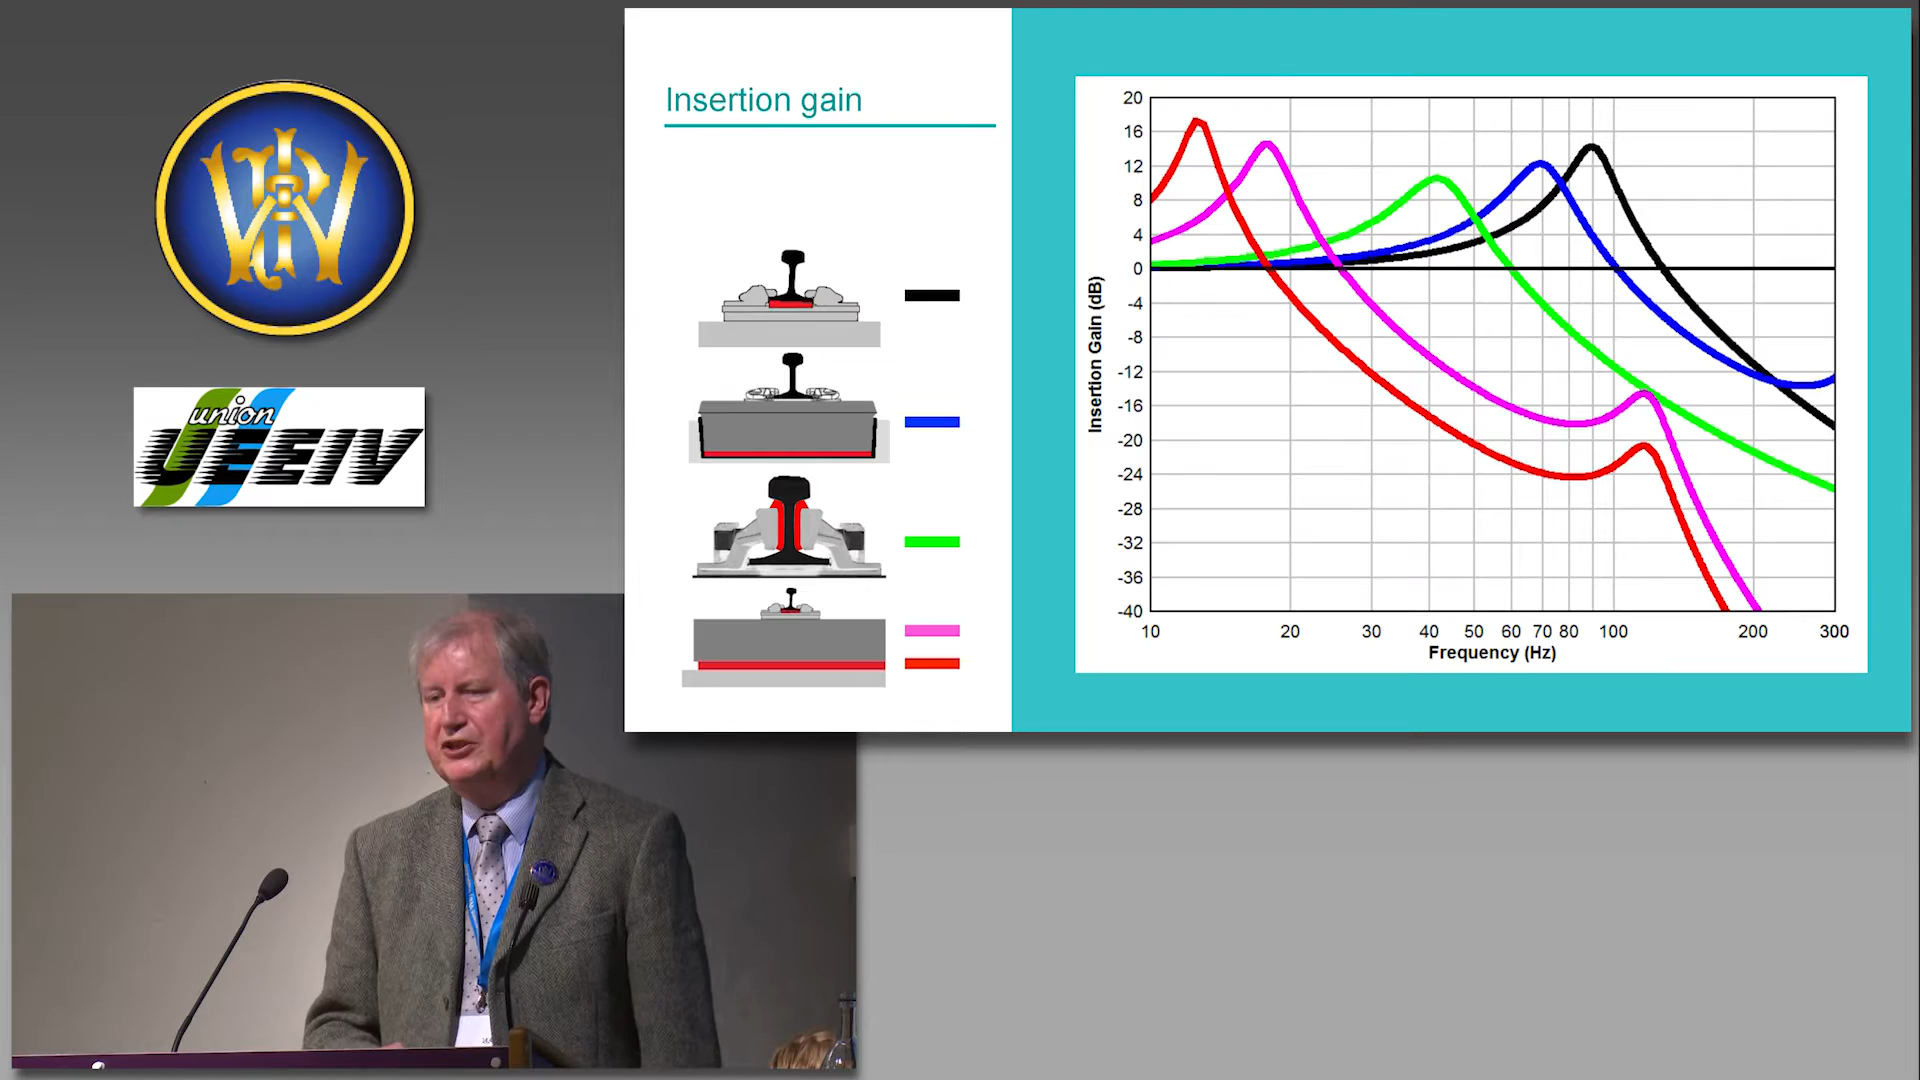 Insertion gain
union
UEEIV
PWI
20
16
12
8
4
0
-4
-8
-12
-16
-20
-24
-28
-32
-36
-40
Insertion Gain (dB)
10 20 30 40 50 60 70 80 100 200 300
Frequency (Hz)